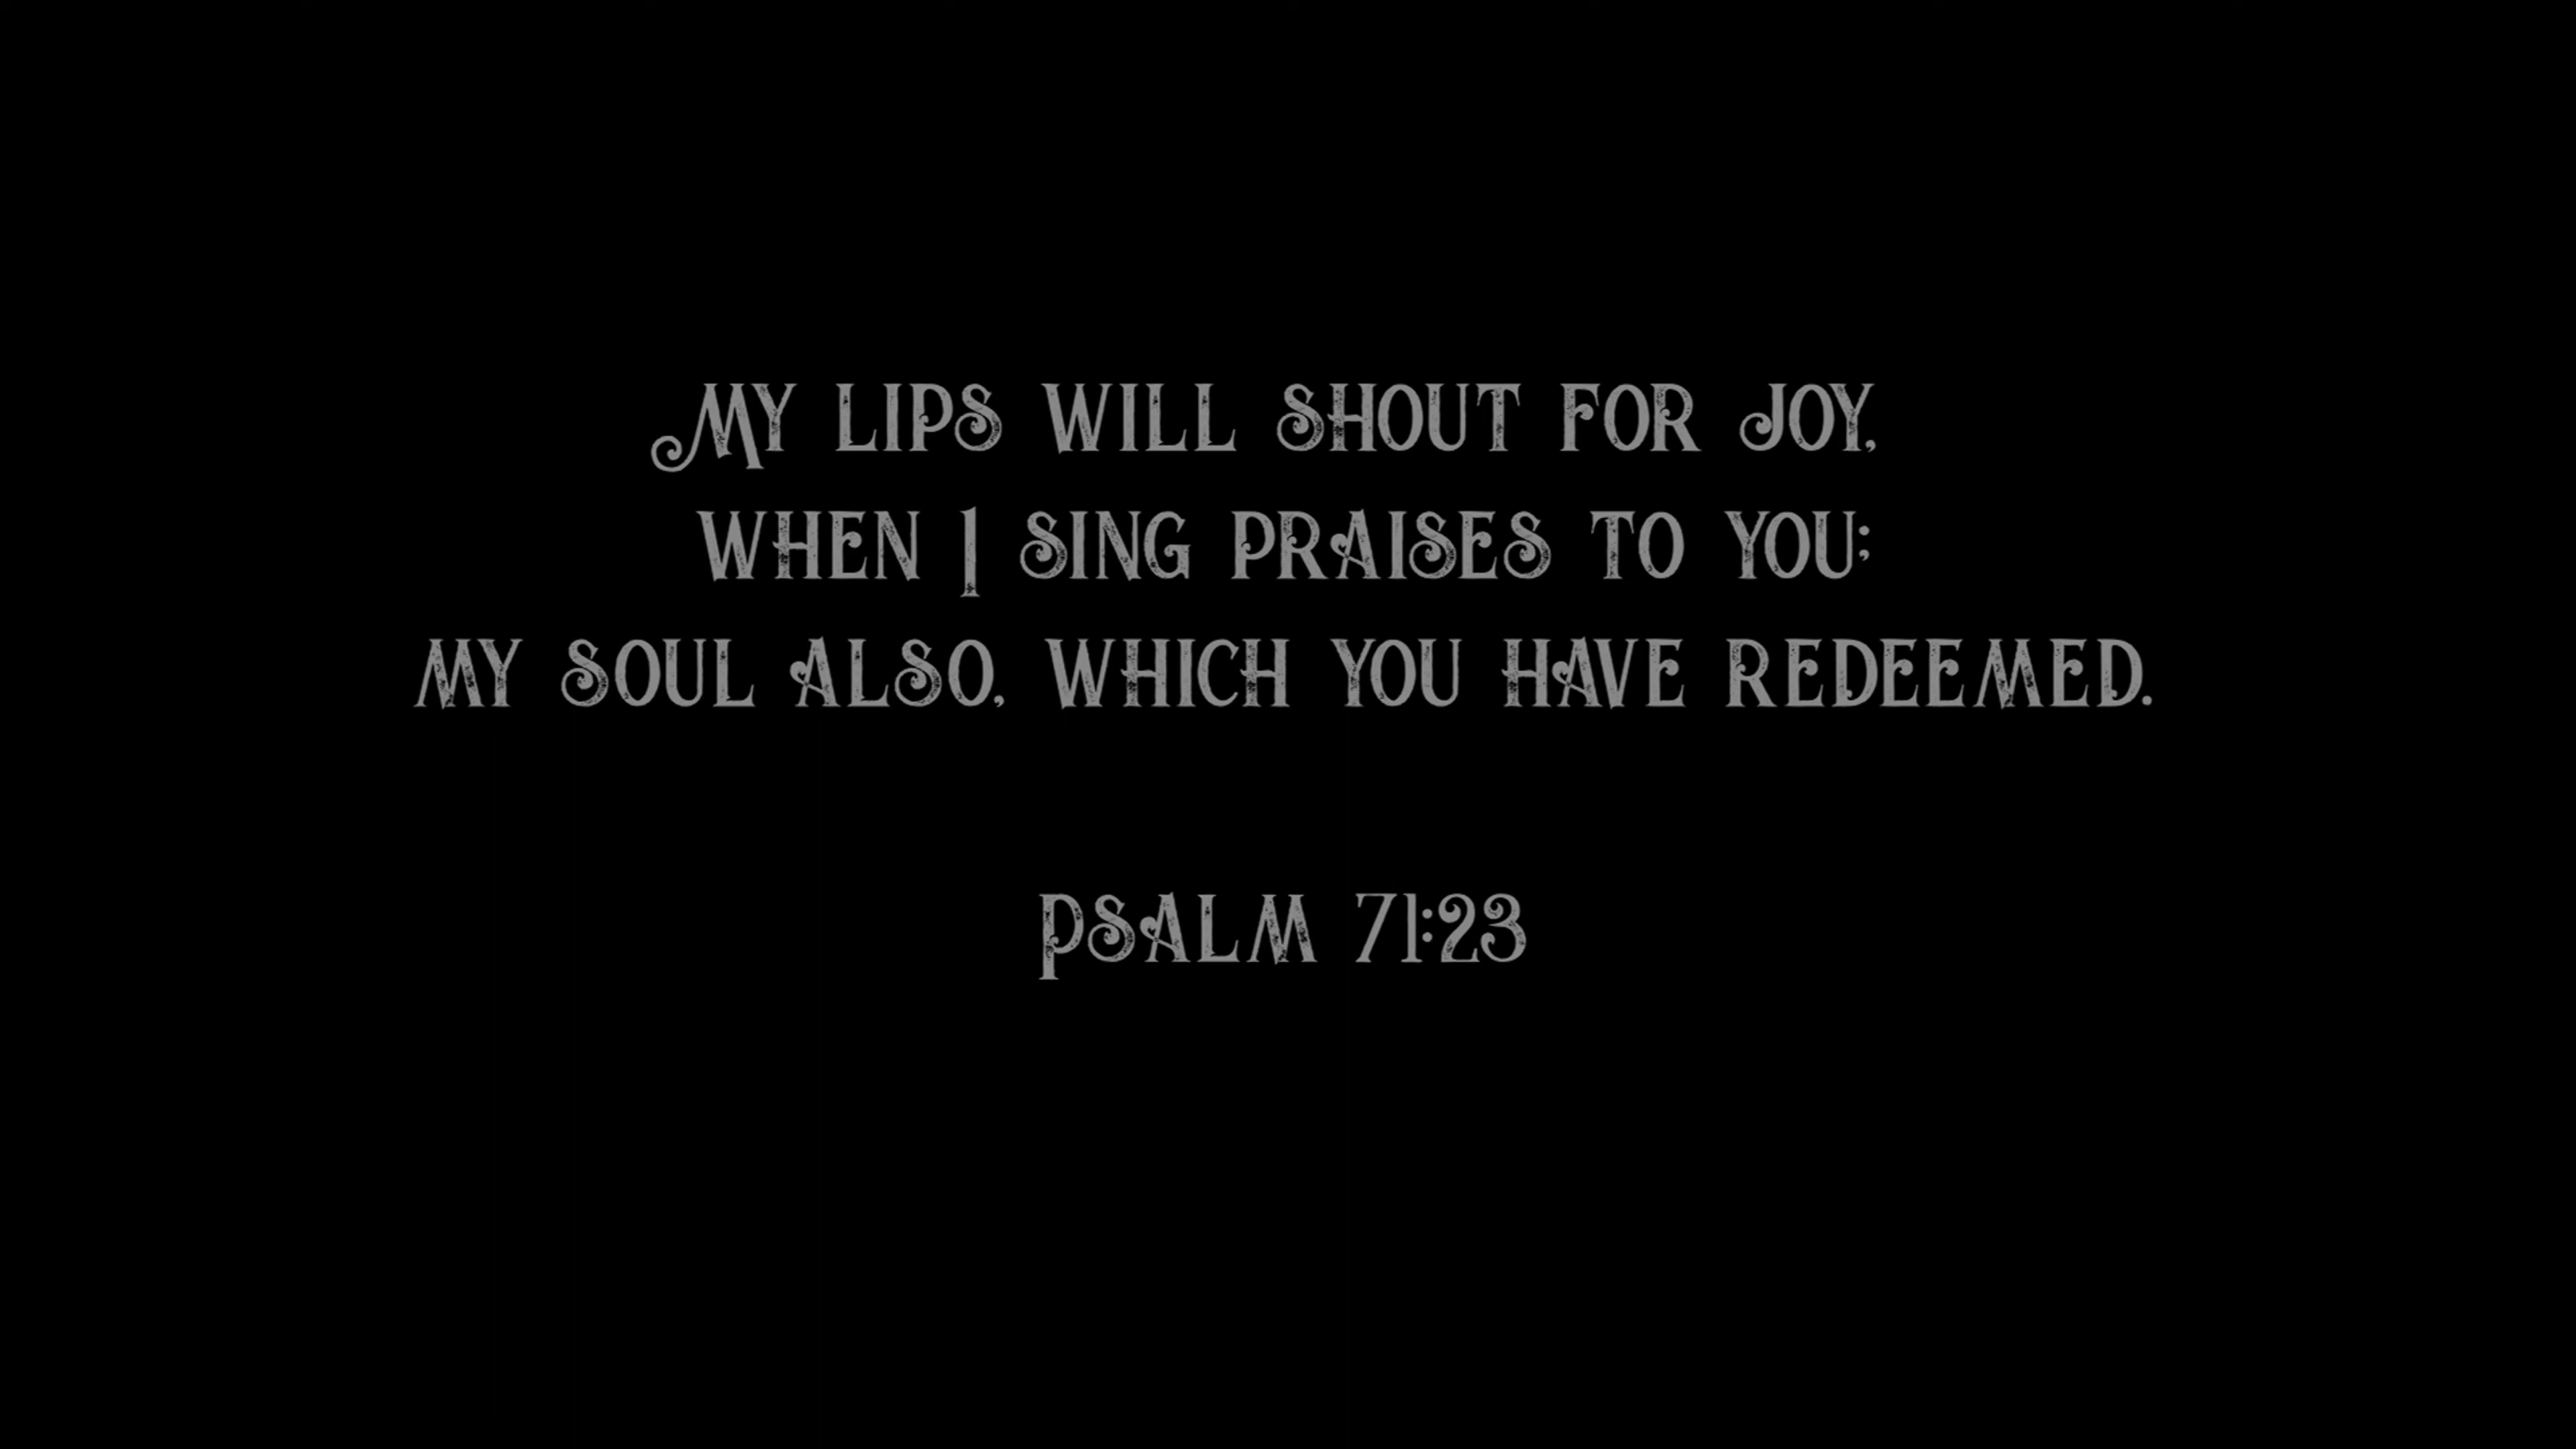 My lips will shout for joy,
when I sing praises to you;
my soul also, which you have redeemed.
Psalm 71:23